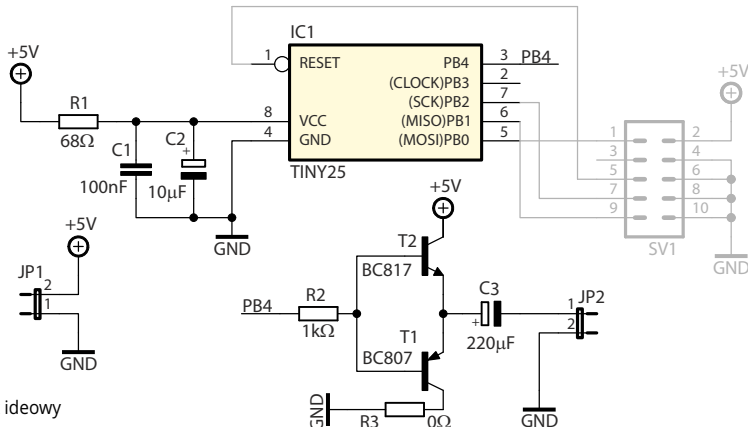 IC1
+5V
R1
68Ω
C1
100nF
C2
+
10µF
GND
1
RESET
8
VCC
4
GND
PB4
3
PB4
(CLOCK)PB3
2
(SCK)PB2
7
(MISO)PB1
6
(MOSI)PB0
5
TINY25
+5V
1
2
3
4
5
6
7
8
9
10
SV1
GND
+5V
JP1
2
1
GND
+5V
T2
BC817
PB4
R2
1kΩ
T1
BC807
C3
+
220µF
JP2
1
2
GND
GND
R3
0Ω
ideowy